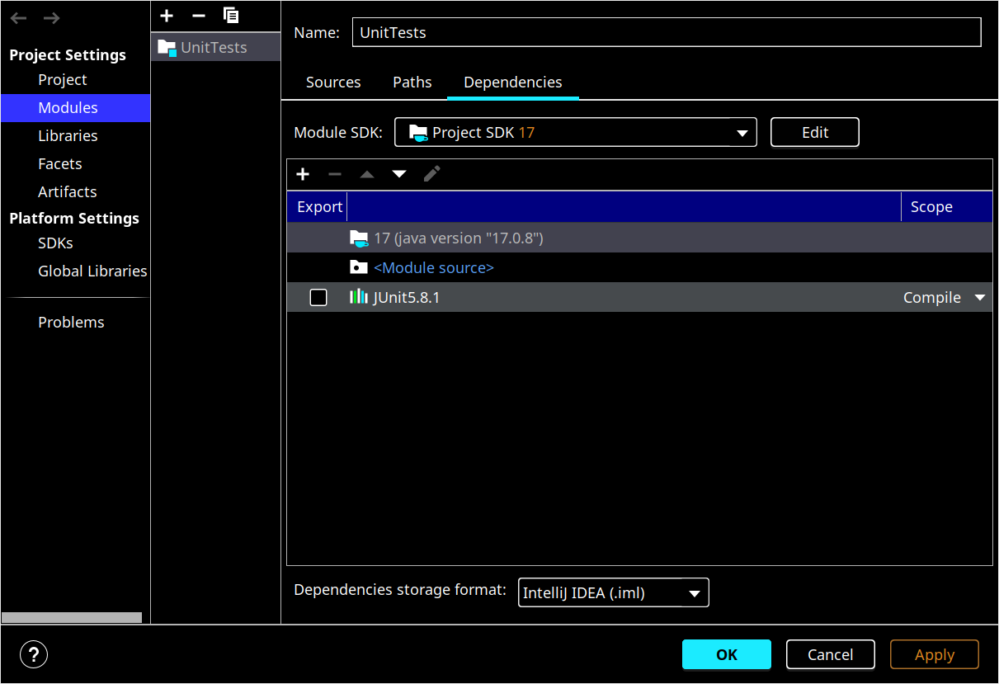 Project Settings
Project
Modules
Libraries
Facets
Artifacts
Platform Settings
SDKs
Global Libraries
Problems
UnitTests
Name: UnitTests
Sources Paths Dependencies
Module SDK: Project SDK 17 Edit
Export Scope
17 (java version "17.0.8")
<Module source>
JUnit5.8.1 Compile
Dependencies storage format: IntelliJ IDEA (.iml)
? OK Cancel Apply